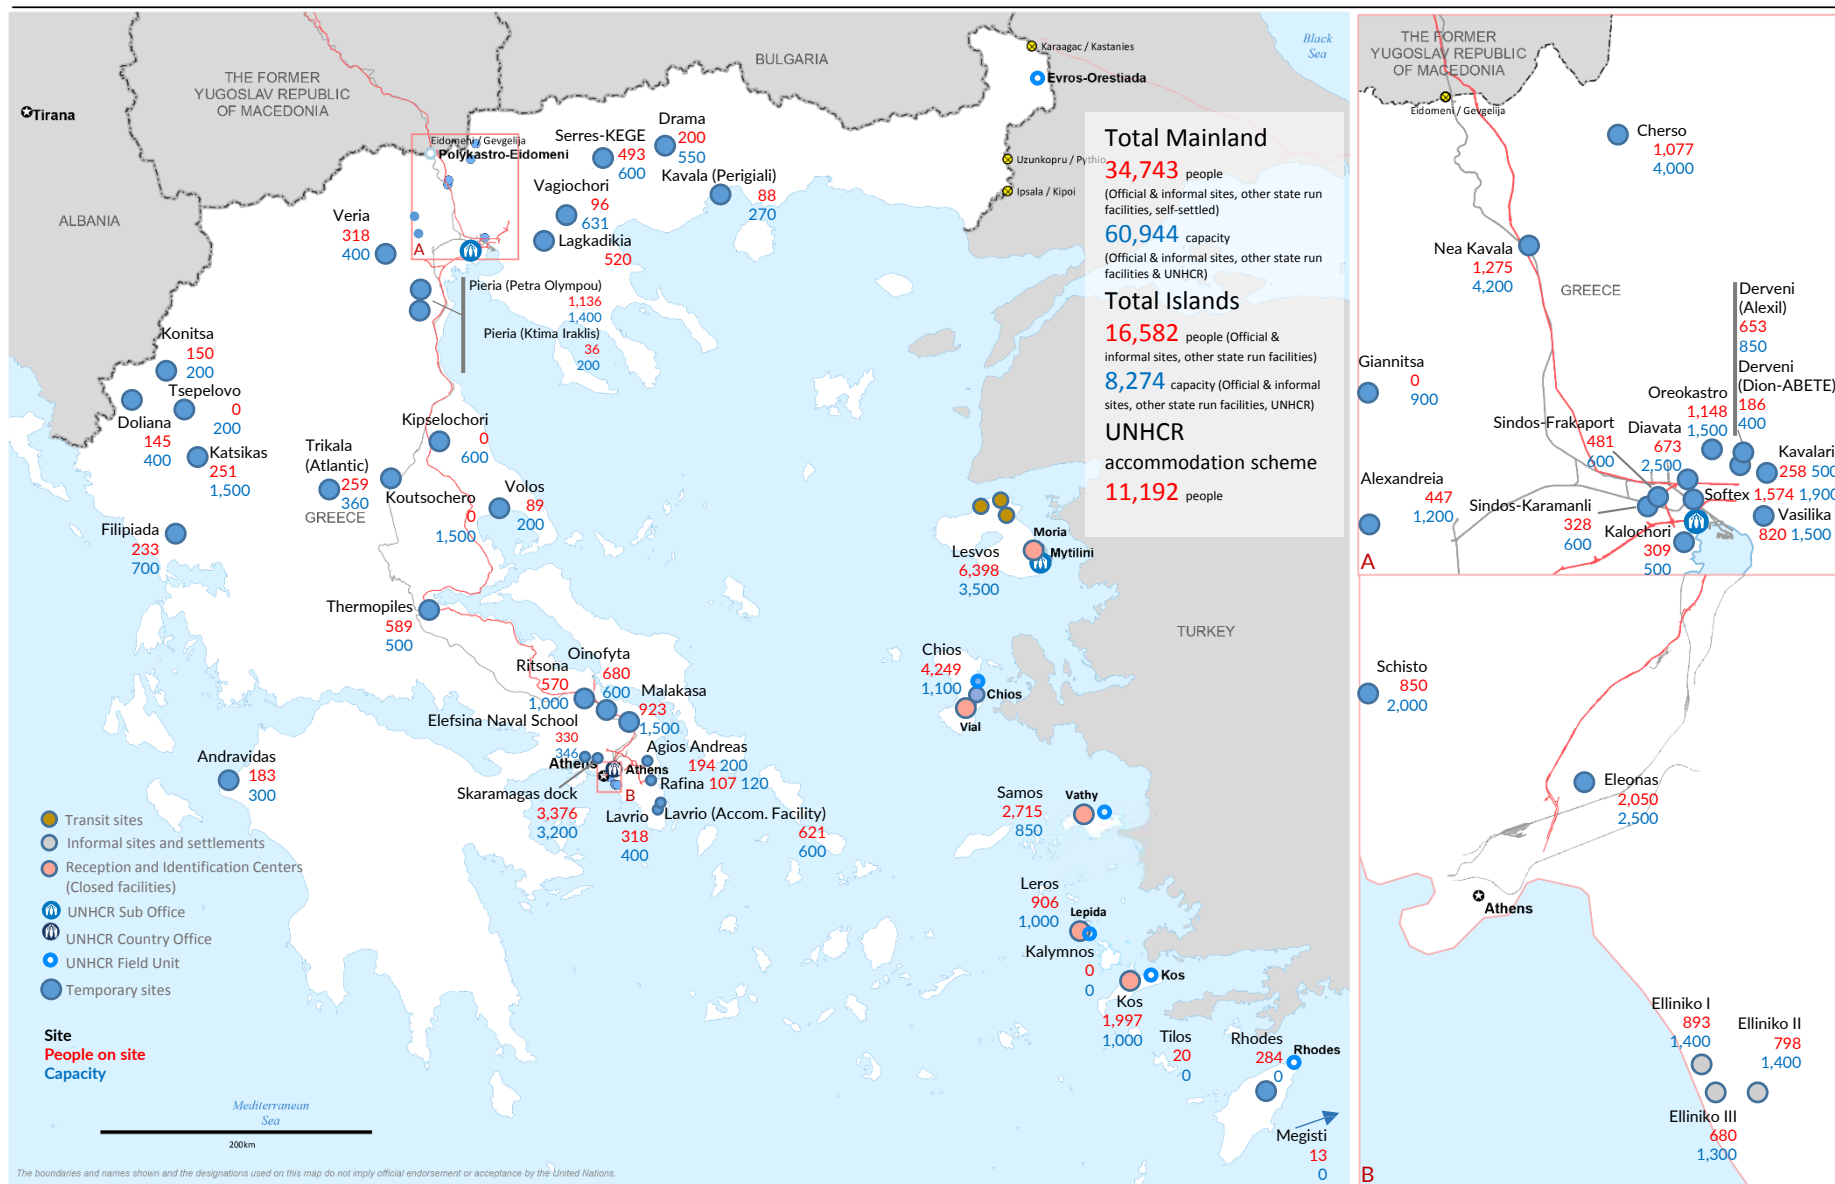 THE FORMER
YUGOSLAV REPUBLIC
OF MACEDONIA
BULGARIA
Black
Sea
Karaagac / Kastanies
Evros-Orestiada
Tirana
ALBANIA
Eidomeni / Gevgelija
Polykastro-Eidomeni
Serres-KEGE
493
600
Drama
200
550
Kavala (Perigiali)
88
270
Vagiochori
96
631
Lagkadikia
520
Uzunkopru / Pythio
Ipsala / Kipoi
Veria
318
400
A
Pieria (Petra Olympou)
1,136
1,400
Pieria (Ktima Iraklis)
36
200
Konitsa
150
200
Tsepelovo
0
200
Doliana
145
400
Katsikas
251
1,500
Trikala
(Atlantic)
259
360
GREECE
Kipselochori
0
600
Koutsochero
0
1,500
Volos
89
200
Filipiada
233
700
Thermopiles
589
500
Ritsona
570
1,000
Oinofyta
680
600
Malakasa
923
1,500
Elefsina Naval School
330
346
Athens
Athens
B
Agios Andreas
194 200
Rafina 107 120
Skaramagas dock
3,376
3,200
Lavrio
318
400
Lavrio (Accom. Facility)
621
600
Andravidas
183
300
Total Mainland
34,743 people
(Official & informal sites, other state run
facilities, self-settled)
60,944 capacity
(Official & informal sites, other state run
facilities & UNHCR)
Total Islands
16,582 people (Official &
informal sites, other state run facilities)
8,274 capacity (Official & informal
sites, other state run facilities, UNHCR)
UNHCR
accommodation scheme
11,192 people
Moria
Mytilini
Lesvos
6,398
3,500
TURKEY
Chios
4,249
1,100
Chios
Vial
Samos
2,715
850
Vathy
Leros
906
1,000
Lepida
Kalymnos
0
0
Kos
Kos
1,997
1,000
Tilos
20
0
Rhodes
284
0
Rhodes
Megisti
13
0
Transit sites
Informal sites and settlements
Reception and Identification Centers
(Closed facilities)
UNHCR Sub Office
UNHCR Country Office
UNHCR Field Unit
Temporary sites
Site
People on site
Capacity
Mediterranean
Sea
200km
The boundaries and names shown and the designations used on this map do not imply official endorsement or acceptance by the United Nations.
THE FORMER
YUGOSLAV REPUBLIC
OF MACEDONIA
Eidomeni / Gevgelija
Cherso
1,077
4,000
Nea Kavala
1,275
4,200
GREECE
Derveni
(Alexil)
653
850
Derveni
(Dion-ABETE)
186
400
Giannitsa
0
900
Oreokastro
1,148
1,500
Sindos-Frakaport
481
600
Diavata
673
2,500
Kavalari
258 500
Alexandreia
447
1,200
Softex 1,574 1,900
Sindos-Karamanli
328
600
Vasilika
820 1,500
Kalochori
309
500
A
Schisto
850
2,000
Eleonas
2,050
2,500
Athens
Elliniko I
893
1,400
Elliniko II
798
1,400
Elliniko III
680
1,300
B